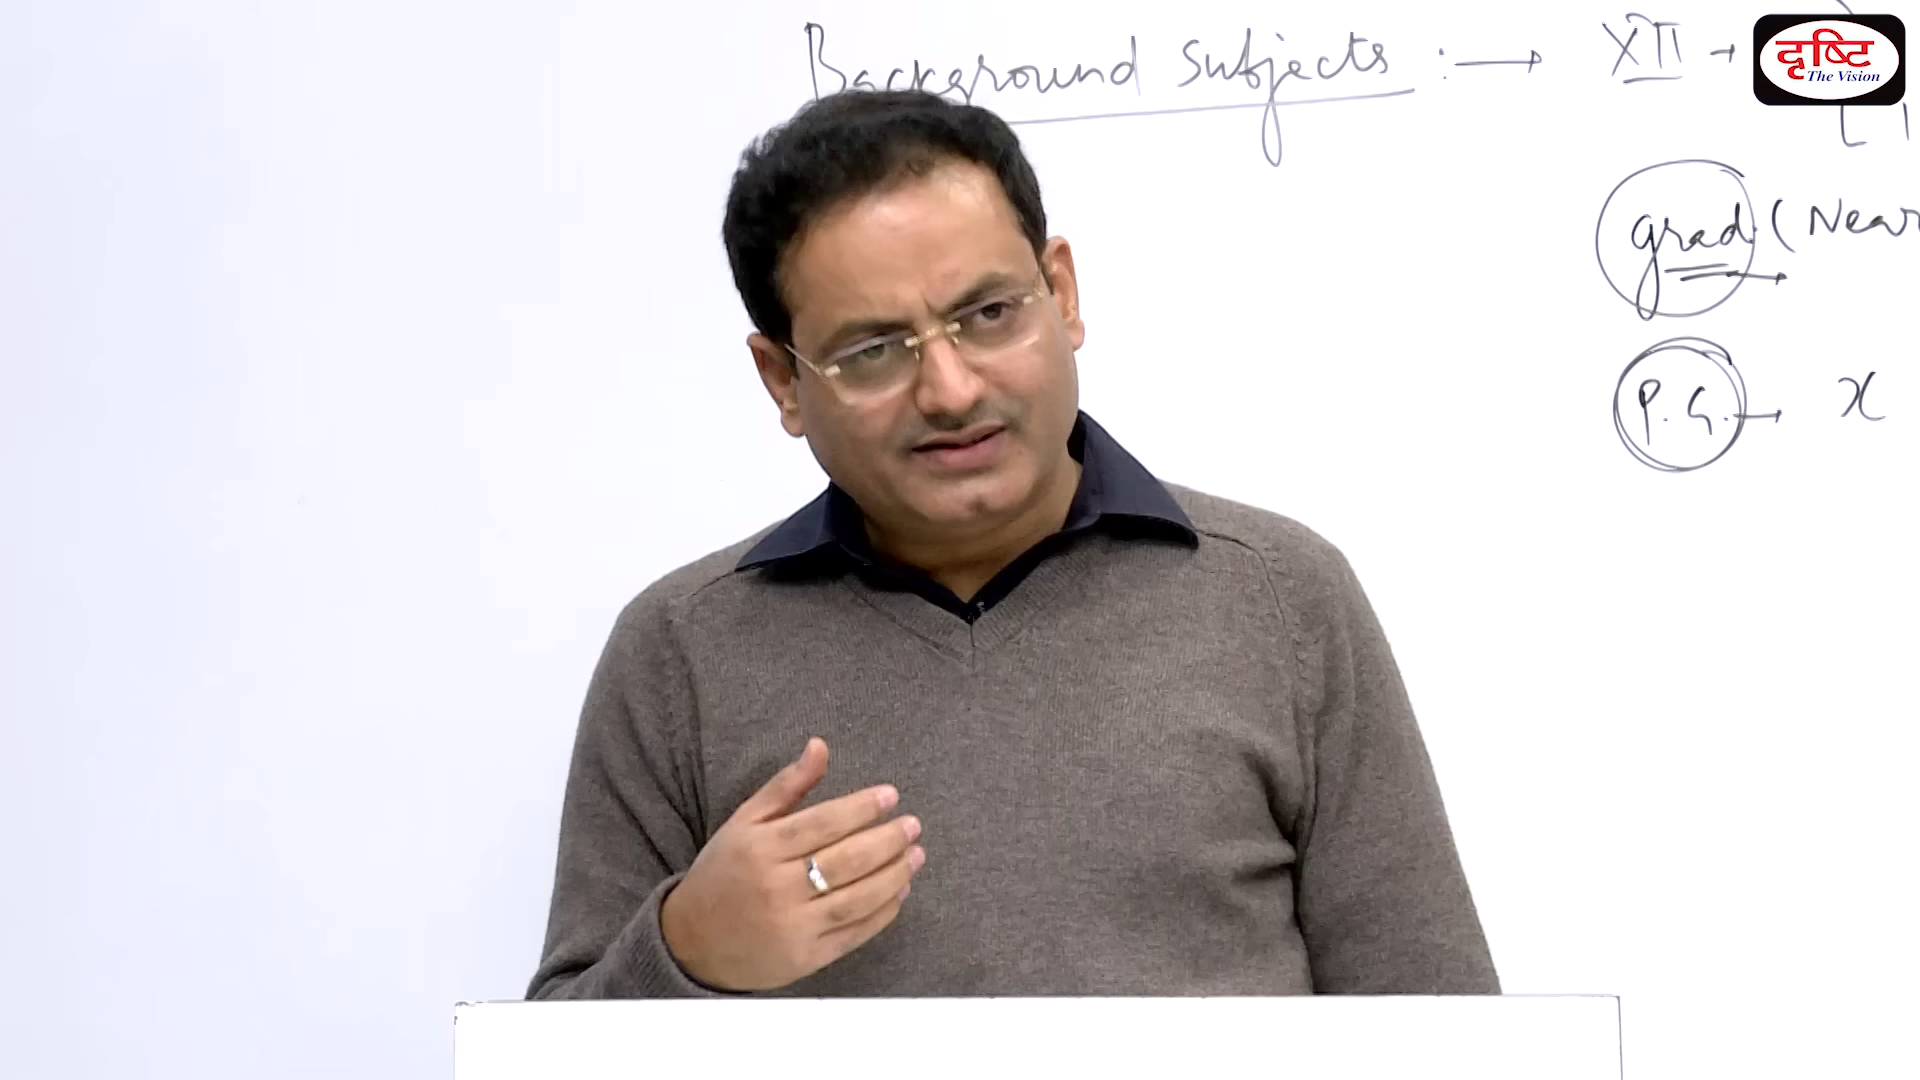 Background Subjects : → XII →
दृष्टि
The Vision
grad (Near
P.G. → x